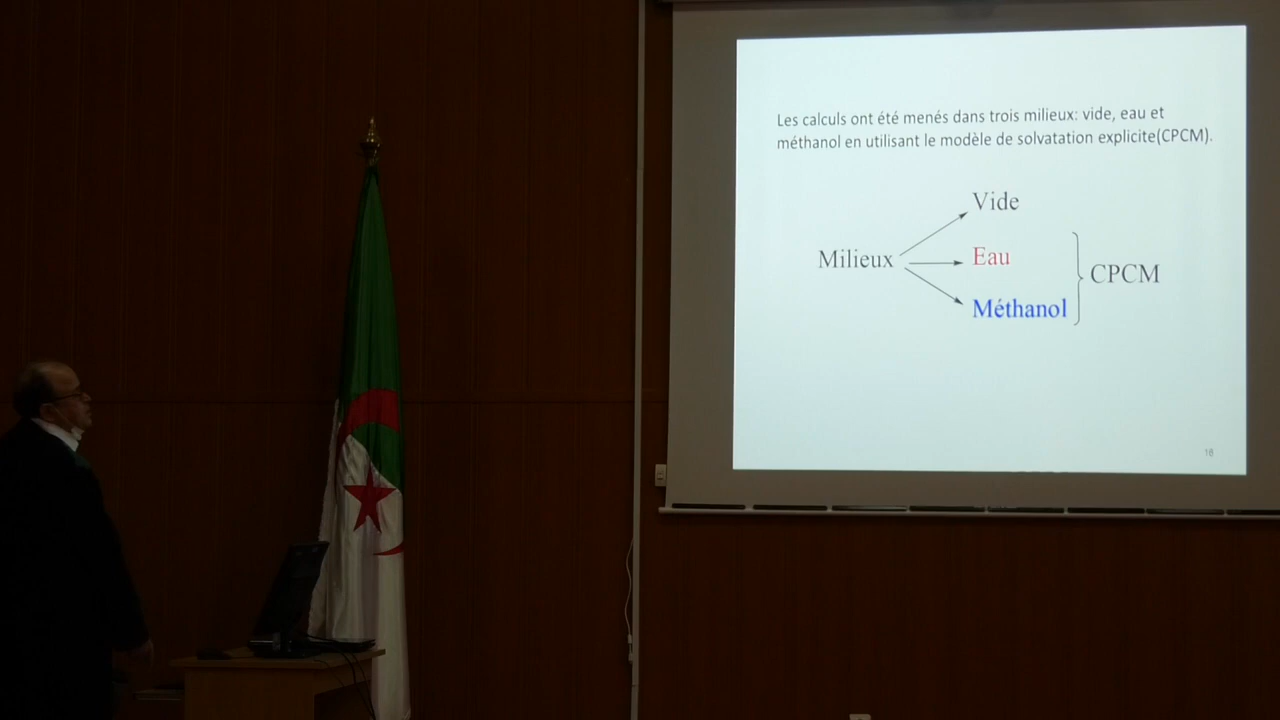 Les calculs ont été menés dans trois milieux: vide, eau et
méthanol en utilisant le modèle de solvatation explicite(CPCM).
Vide
Milieux
Eau
CPCM
Méthanol
18